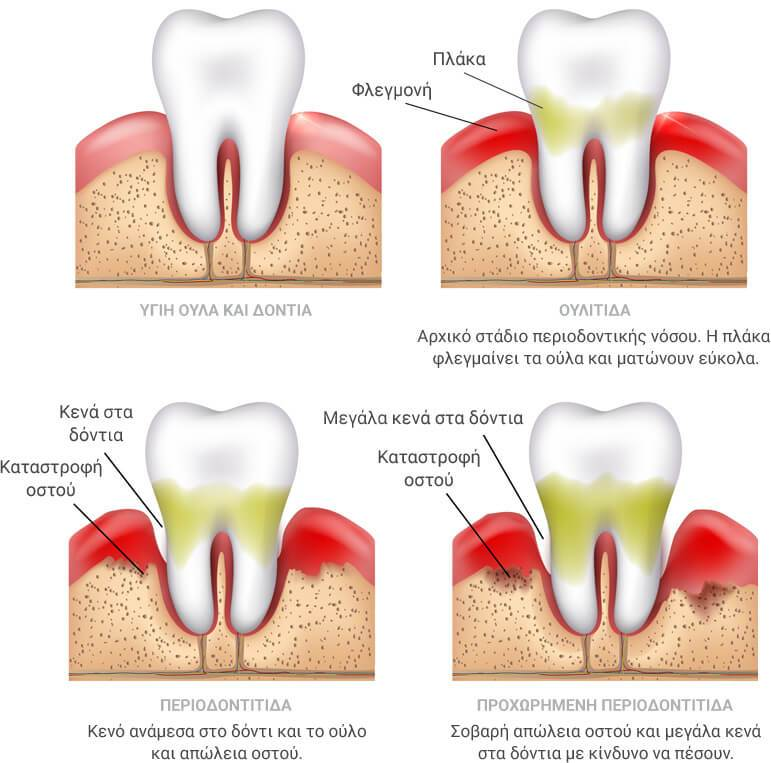 Πλάκα
Φλεγμονή
ΥΓΙΗ ΟΥΛΑ ΚΑΙ ΔΟΝΤΙΑ
ΟΥΛΙΤΙΔΑ
Αρχικό στάδιο περιοδοντικής νόσου. Η πλάκα
φλεγμαίνει τα ούλα και ματώνουν εύκολα.
Κενά στα
δόντια
Καταστροφή
οστού
Μεγάλα κενά στα δόντια
Καταστροφή
οστού
ΠΕΡΙΟΔΟΝΤΙΤΙΔΑ
Κενό ανάμεσα στο δόντι και το ούλο
και απώλεια οστού.
ΠΡΟΧΩΡΗΜΕΝΗ ΠΕΡΙΟΔΟΝΤΙΤΙΔΑ
Σοβαρή απώλεια οστού και μεγάλα κενά
στα δόντια με κίνδυνο να πέσουν.